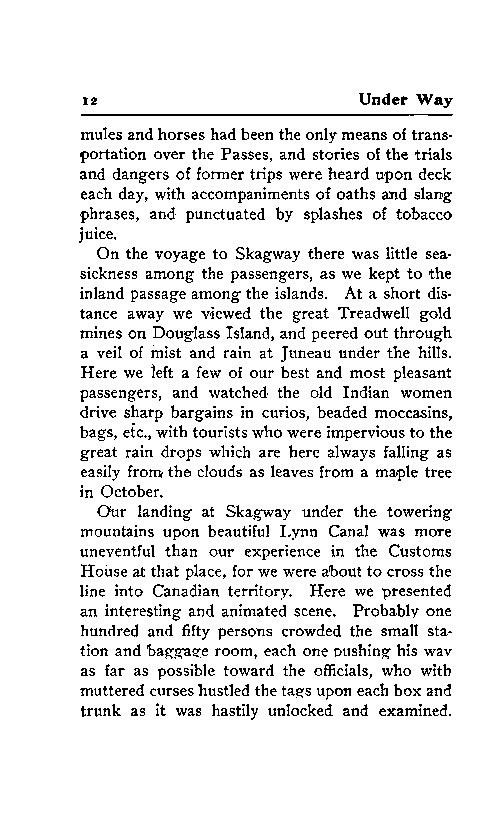 12 Under Way
mules and horses had been the only means of trans-
portation over the Passes, and stories of the trials
and dangers of former trips were heard upon deck
each day, with accompaniments of oaths and slang
phrases, and punctuated by splashes of tobacco
juice.
On the voyage to Skagway there was little sea-
sickness among the passengers, as we kept to the
inland passage among the islands. At a short dis-
tance away we viewed the great Treadwell gold
mines on Douglass Island, and peered out through
a veil of mist and rain at Juneau under the hills.
Here we left a few of our best and most pleasant
passengers, and watched the old Indian women
drive sharp bargains in curios, beaded moccasins,
bags, etc., with tourists who were impervious to the
great rain drops which are here always falling as
easily from the clouds as leaves from a maple tree
in October.
Our landing at Skagway under the towering
mountains upon beautiful Lynn Canal was more
uneventful than our experience in the Customs
House at that place, for we were about to cross the
line into Canadian territory. Here we presented
an interesting and animated scene. Probably one
hundred and fifty persons crowded the small sta-
tion and baggage room, each one pushing his way
as far as possible toward the officials, who with
muttered curses hustled the tags upon each box and
trunk as it was hastily unlocked and examined.